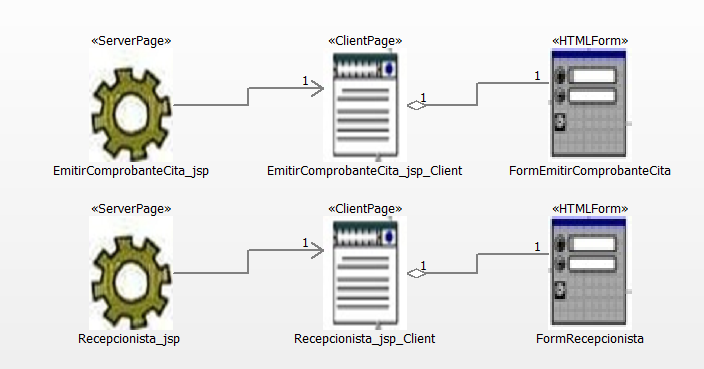 «ServerPage» «ClientPage» «HTMLForm»
1 1 1
EmitirComprobanteCita_jsp EmitirComprobanteCita_jsp_Client FormEmitirComprobanteCita
«ServerPage» «ClientPage» «HTMLForm»
1 1 1
Recepcionista_jsp Recepcionista_jsp_Client FormRecepcionista